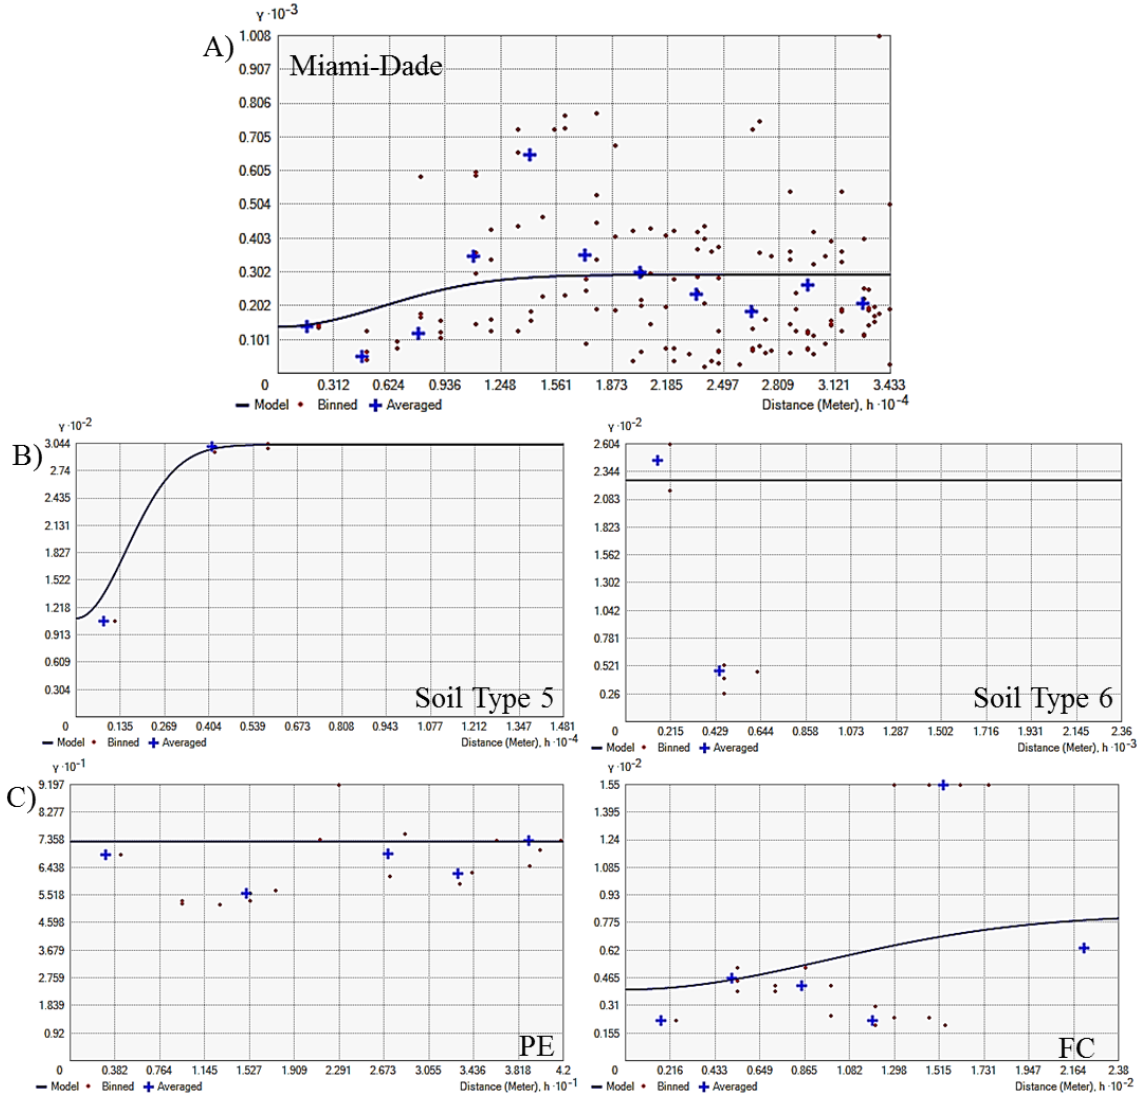 γ·10⁻³
A)
Miami-Dade
1.008
0.907
0.806
0.705
0.605
0.504
0.403
0.302
0.202
0.101
0 0.312 0.624 0.936 1.248 1.561 1.873 2.185 2.497 2.809 3.121 3.433
Model Binned Averaged Distance (Meter), h ·10⁻⁴
B)
γ·10⁻²
3.044
2.74
2.435
2.131
1.827
1.522
1.218
0.913
0.609
0.304
Soil Type 5
0 0.135 0.269 0.404 0.539 0.673 0.808 0.943 1.077 1.212 1.347 1.481
Model Binned Averaged Distance (Meter), h ·10⁻⁴
γ·10⁻²
2.604
2.344
2.083
1.823
1.562
1.302
1.042
0.781
0.521
0.26
Soil Type 6
0 0.215 0.429 0.644 0.858 1.073 1.287 1.502 1.716 1.931 2.145 2.36
Model Binned Averaged Distance (Meter), h ·10⁻³
C)
γ·10⁻¹
9.197
8.277
7.358
6.438
5.518
4.598
3.679
2.759
1.839
0.92
PE
0 0.382 0.764 1.145 1.527 1.909 2.291 2.673 3.055 3.436 3.818 4.2
Model Binned Averaged Distance (Meter), h ·10⁻¹
γ·10⁻²
1.55
1.395
1.24
1.085
0.93
0.775
0.62
0.465
0.31
0.155
FC
0 0.216 0.433 0.649 0.865 1.082 1.298 1.515 1.731 1.947 2.164 2.38
Model Binned Averaged Distance (Meter), h ·10⁻²